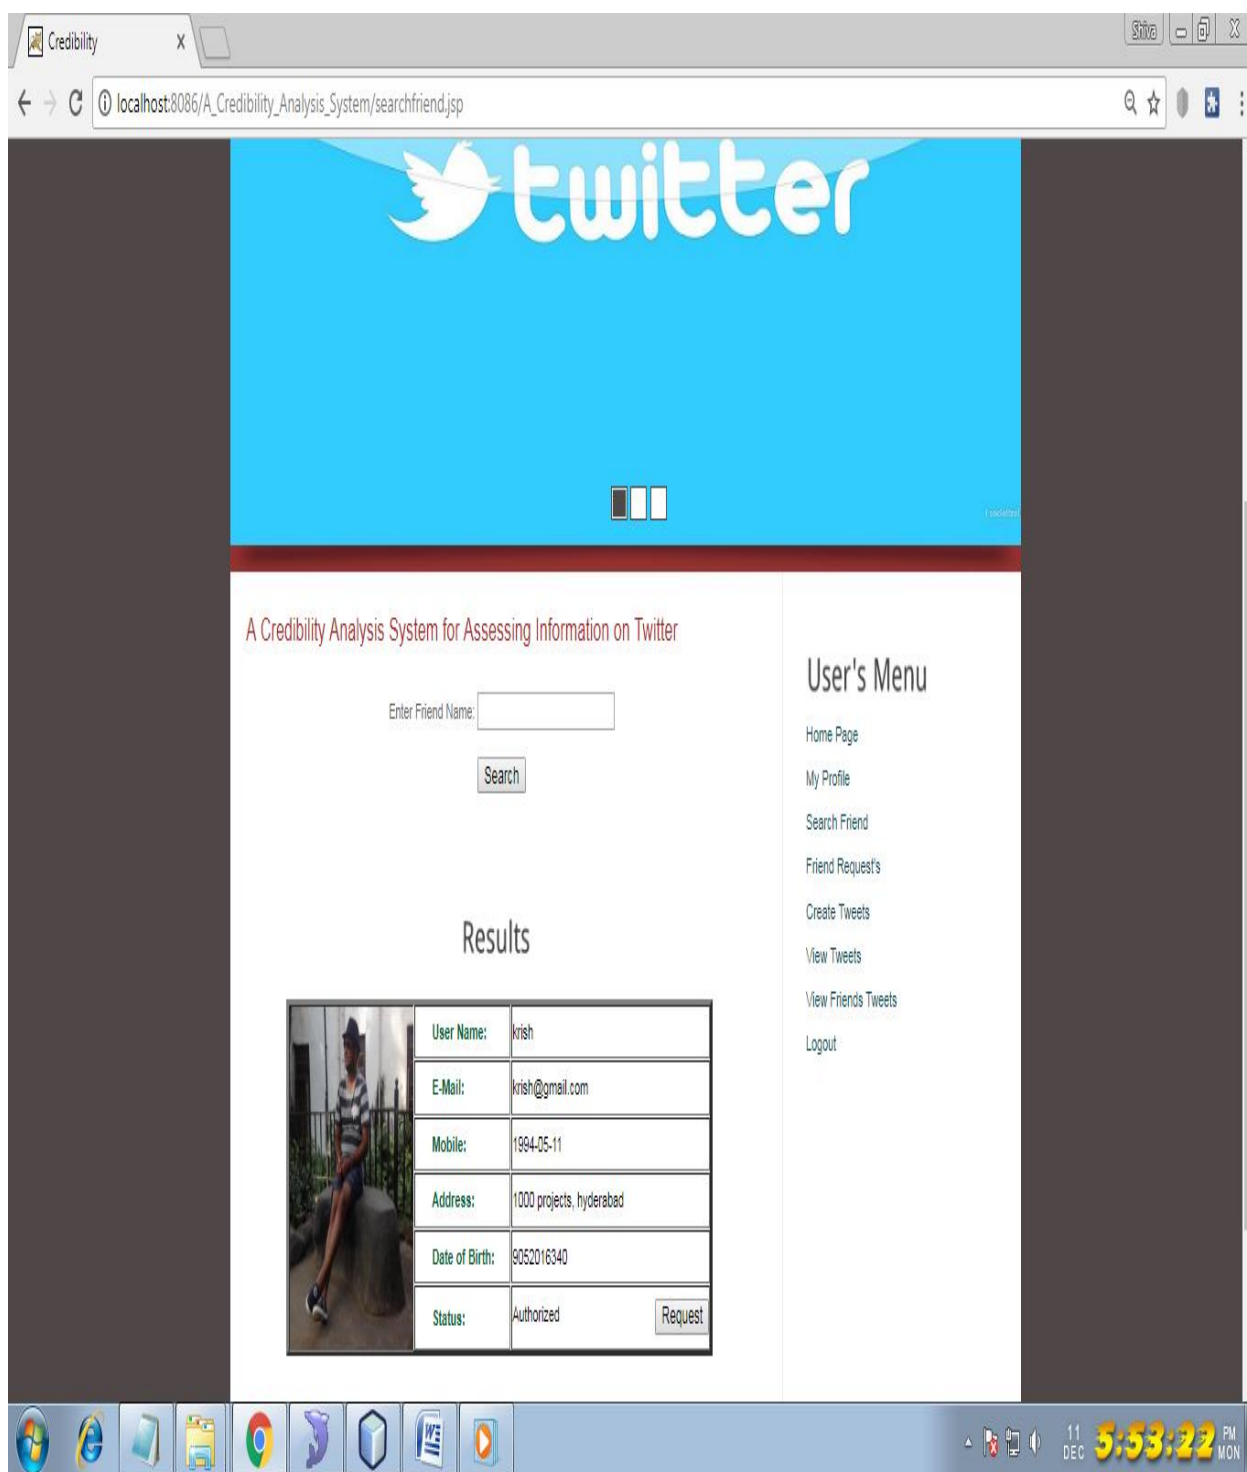 Credibility
Shiva
localhost:8086/A_Credibility_Analysis_System/searchfriend.jsp
twitter
A Credibility Analysis System for Assessing Information on Twitter
Enter Friend Name:
Search
Results
User Name: krish
E-Mail: krish@gmail.com
Mobile: 1994-05-11
Address: 1000 projects, hyderabad
Date of Birth: 9052016340
Status: Authorized Request
User's Menu
Home Page
My Profile
Search Friend
Friend Request's
Create Tweets
View Tweets
View Friends Tweets
Logout
11 DEC 5:53:22 PM MON